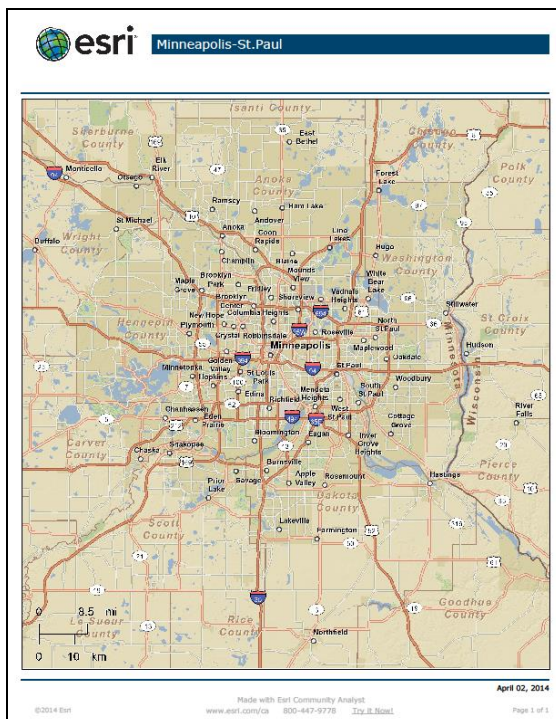 esri
Minneapolis-St.Paul
Isanti County
Sherburne County
East Bethel
Chisago County
Polk County
Elk River
Monticello
Otsego
Anoka County
Ramsey
Andover
Ham Lake
Forest Lake
St Michael
Wright County
Buffalo
Anoka
Coon Rapids
Lino Lakes
Hugo
Washington County
Champlin
Blaine
Mounds View
White Bear Lake
Maple Grove
Brooklyn Park
Fridley
Shoreview
Vadnais Heights
Stillwater
St Croix County
Brooklyn Center
New Hope
Columbia Heights
Hennepin County
Plymouth
Crystal
Robbinsdale
Roseville
North St Paul
Maplewood
Minneapolis
Oakdale
Hudson
Minnesota
Wisconsin
Golden Valley
Minnetonka
Hopkins
St Louis Park
St Paul
Woodbury
Edina
Mendota Heights
South St Paul
Chanhassen
Eden Prairie
Richfield
West St Paul
Cottage Grove
River Falls
Carver County
Bloomington
Eagan
Inver Grove Heights
Pierce County
Chaska
Shakopee
Burnsville
Hastings
Savage
Apple Valley
Rosemount
Prior Lake
Dakota County
Scott County
Lakeville
Farmington
Goodhue County
Le Sueur County
Rice County
Northfield
0 8.5 mi
0 10 km
April 02, 2014
©2014 Esri
Made with Esri Community Analyst
www.esri.com/ca 800-447-9778 Try it Now!
Page 1 of 1